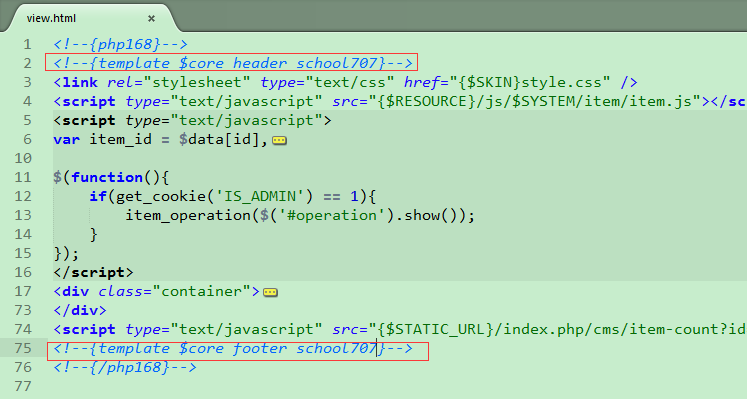 view.html ×
1 <!--{php168}-->
2 <!--{template $core header school707}-->
3 <link rel="stylesheet" type="text/css" href="{$SKIN}style.css" />
4 <script type="text/javascript" src="{$RESOURCE}/js/$SYSTEM/item/item.js"></sc
5 <script type="text/javascript">
6 var item_id = $data[id],
10
11 $(function(){
12 if(get_cookie('IS_ADMIN') == 1){
13 item_operation($('#operation').show());
14 }
15 });
16 </script>
17 <div class="container">
73 </div>
74 <script type="text/javascript" src="{$STATIC_URL}/index.php/cms/item-count?id
75 <!--{template $core footer school707}-->
76 <!--{/php168}-->
77